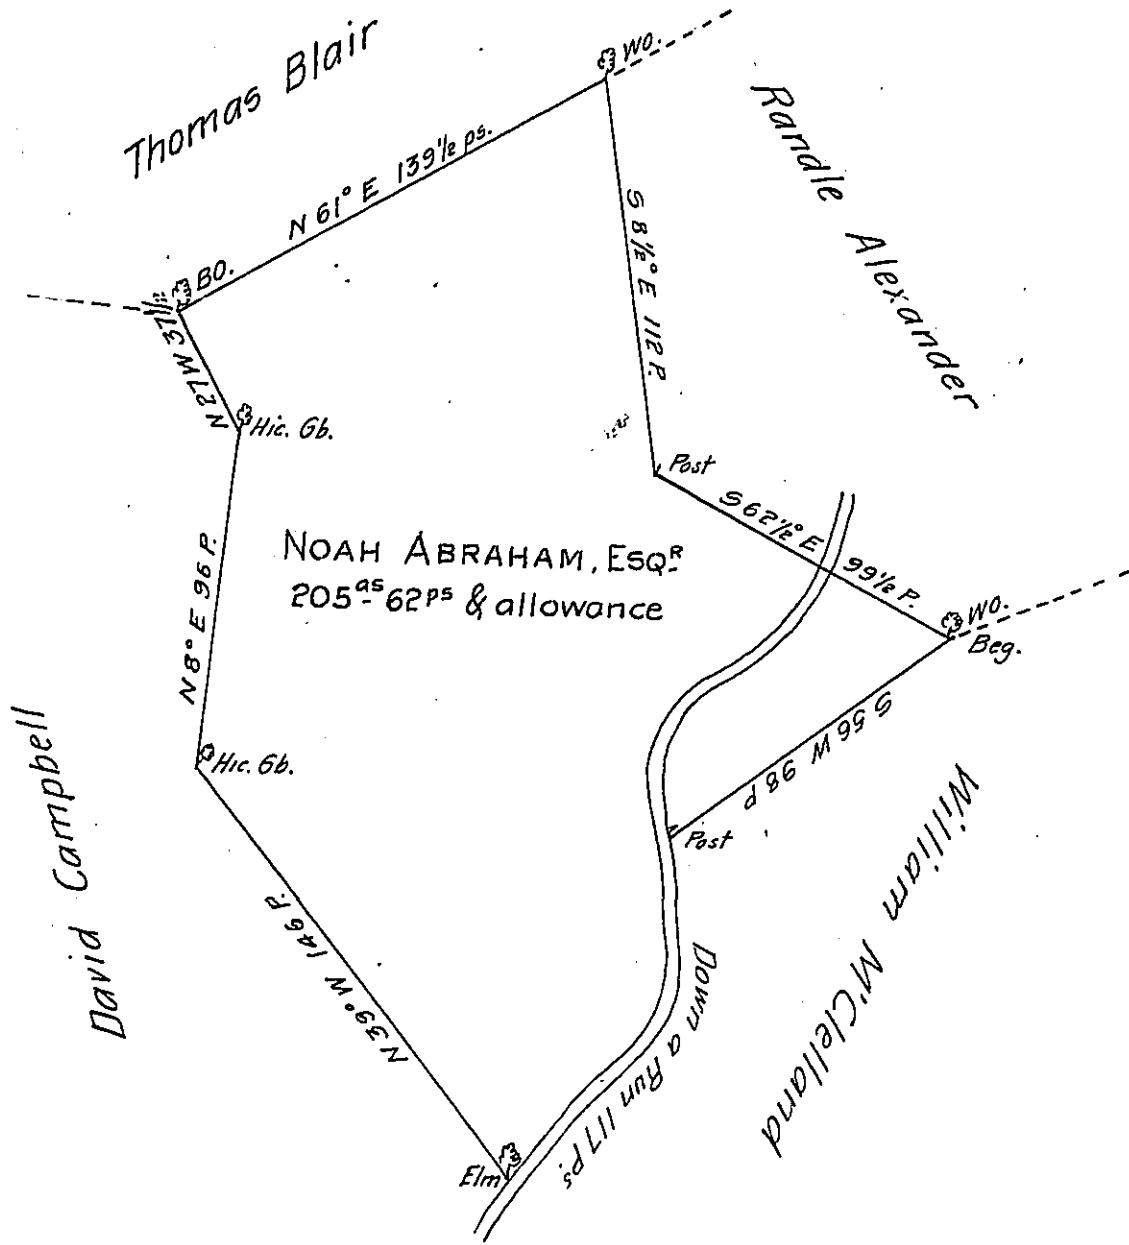 Thomas Blair
WO.
Randle Alexander
N 61° E 139½ ps.
S 8½° E 112 P.
BO.
N 27 W 37
Hic. Gb.
Post
S 62½° E 99½ P.
NOAH ABRAHAM, ESQR
205as 62ps & allowance
WO.
Beg.
N 8° E 96 P.
S 56 W 98 P
Hic. Gb.
Post
David Campbell
William McClelland
N 39° W 146 P.
Down a Run 117 Ps
Elm